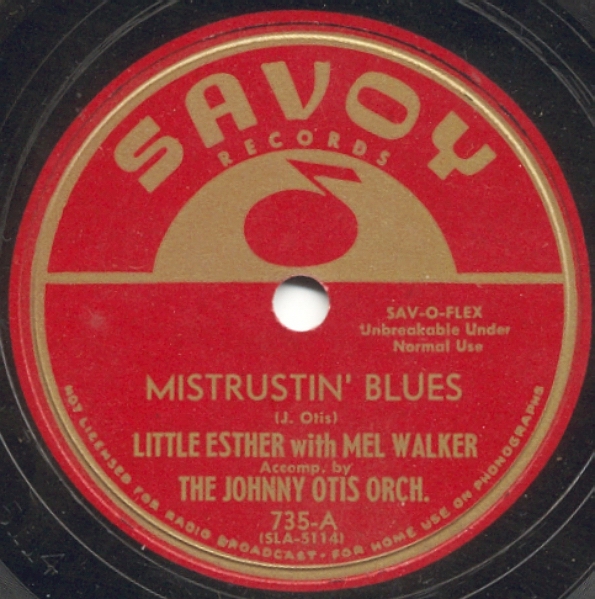 SAVOY
RECORDS
SAV-O-FLEX
Unbreakable Under
Normal Use
MISTRUSTIN' BLUES
(J. Otis)
LITTLE ESTHER with MEL WALKER
Accomp. by
THE JOHNNY OTIS ORCH.
735-A
(SLA-5114)
NOT LICENSED FOR RADIO BROADCAST · FOR HOME USE ON PHONOGRAPHS